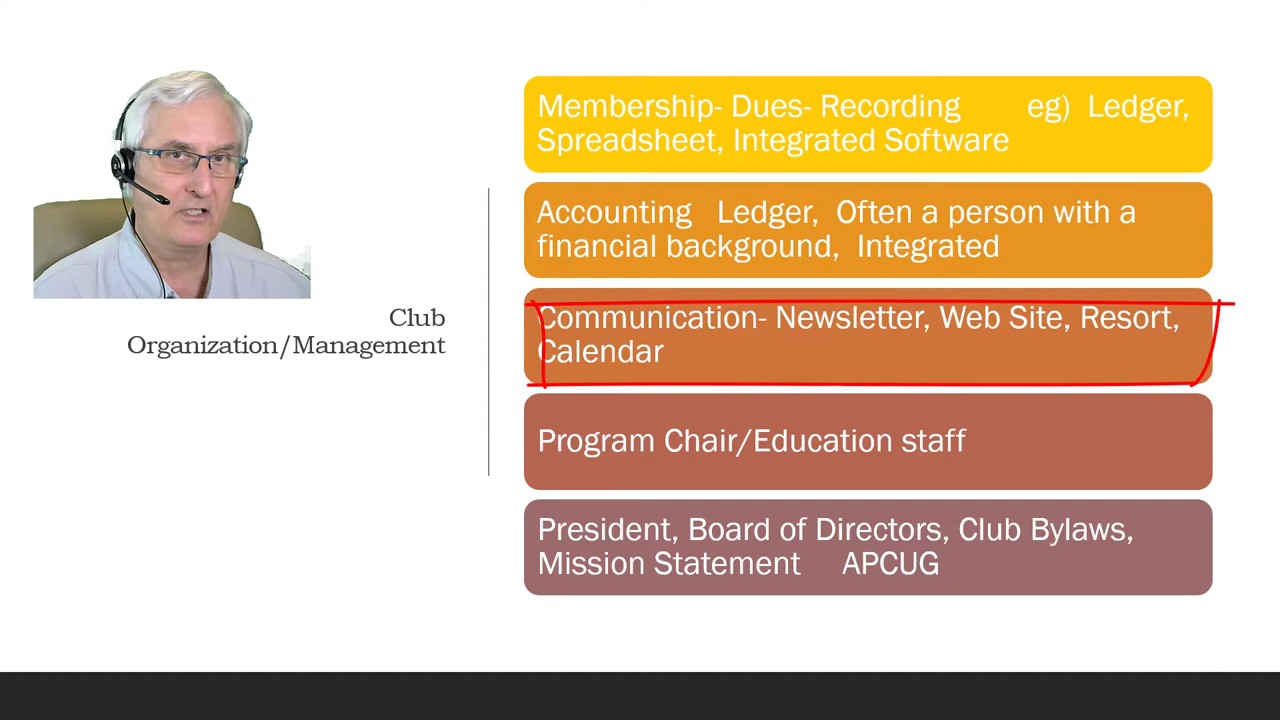 Club
Organization/Management
Membership- Dues- Recording eg) Ledger,
Spreadsheet, Integrated Software
Accounting Ledger, Often a person with a
financial background, Integrated
Communication- Newsletter, Web Site, Resort,
Calendar
Program Chair/Education staff
President, Board of Directors, Club Bylaws,
Mission Statement APCUG